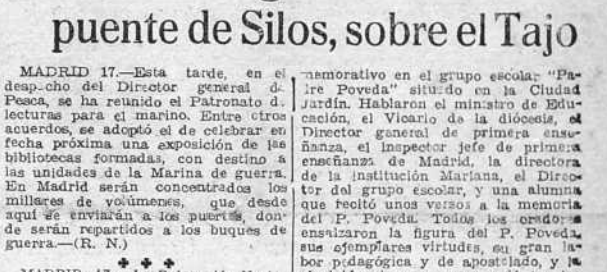 puente de Silos, sobre el Tajo
MADRID 17.—Esta tarde, en el
despacho del Director general de
Pesca, se ha reunido el Patronato d.
lecturas para el marino. Entre otros
acuerdos, se adoptó el de celebrar en
fecha próxima una exposición de las
bibliotecas formadas, con destino a
las unidades de la Marina de guerra.
En Madrid serán concentrados los
millares de volúmenes, que desde
aquí se enviarán a los puertos, don-
de serán repartidos a los buques de
guerra.—(R. N.)
memorativo en el grupo escolar "Pa-
dre Poveda" situado en la Ciudad
Jardín. Hablaron el ministro de Edu-
cación, el Vicario de la diócesis, el
Director general de primera ense-
ñanza, el inspector jefe de primera
enseñanza de Madrid, la directora
de la institución Mariana, el Direc-
tor del grupo escolar, y una alumna
que recitó unos versos a la memoria
del P. Poveda. Todos los oradores
ensalzaron la figura del P. Poveda,
sus ejemplares virtudes, su gran la-
bor pedagógica y de apostolado, y la